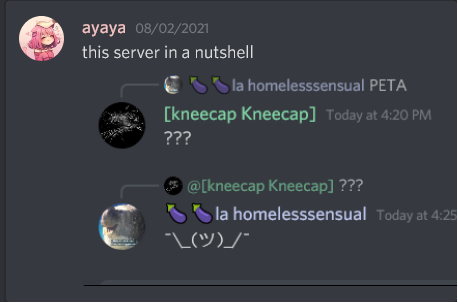 ayaya 08/02/2021
this server in a nutshell
🍆🍆la homelesssensual PETA
[kneecap Kneecap] Today at 4:20 PM
???
@[kneecap Kneecap] ???
🍆🍆la homelesssensual Today at 4:25
¯\_(ツ)_/¯